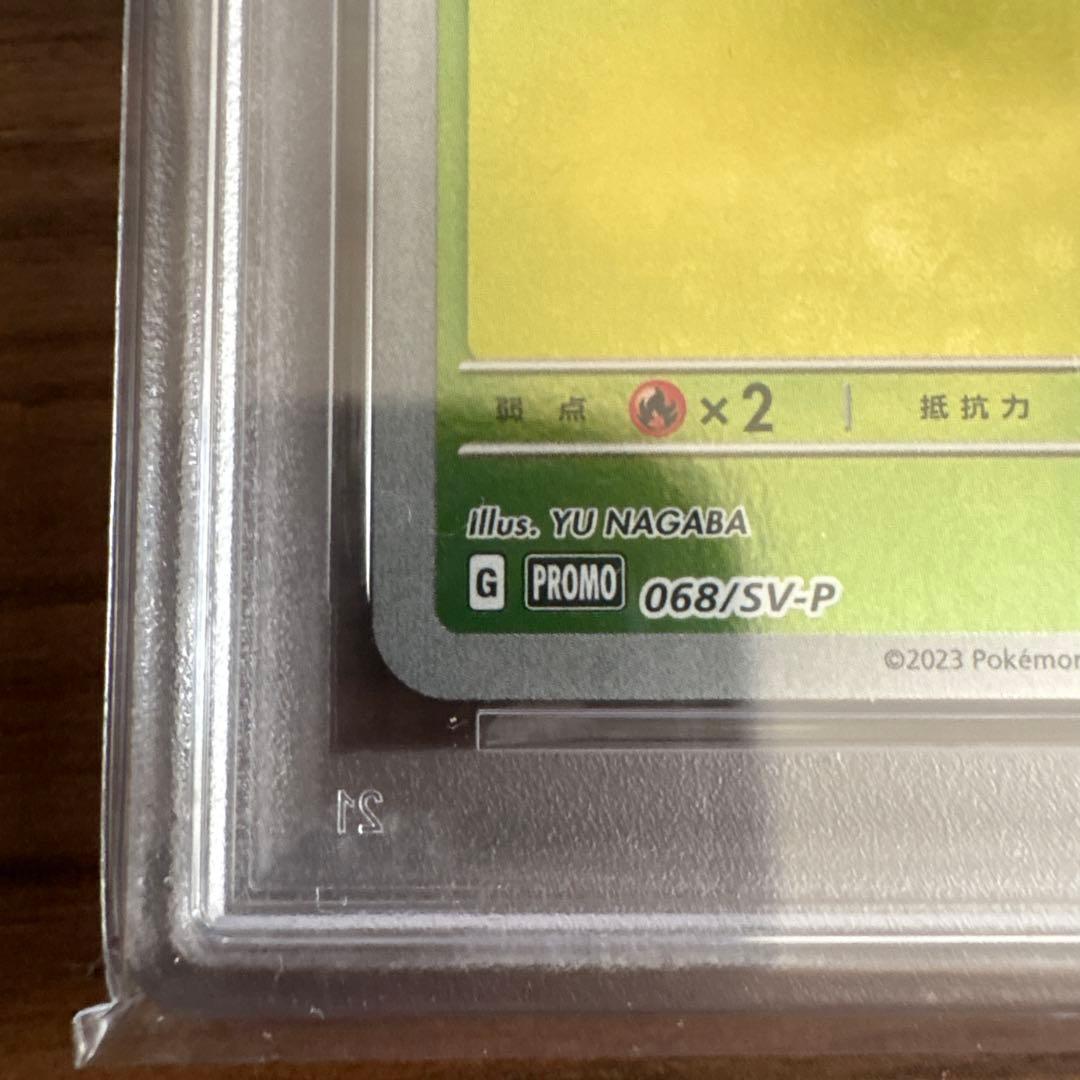 弱点 ×2 抵抗力
Illus. YU NAGABA
G PROMO 068/SV-P
©2023 Pokémon
21